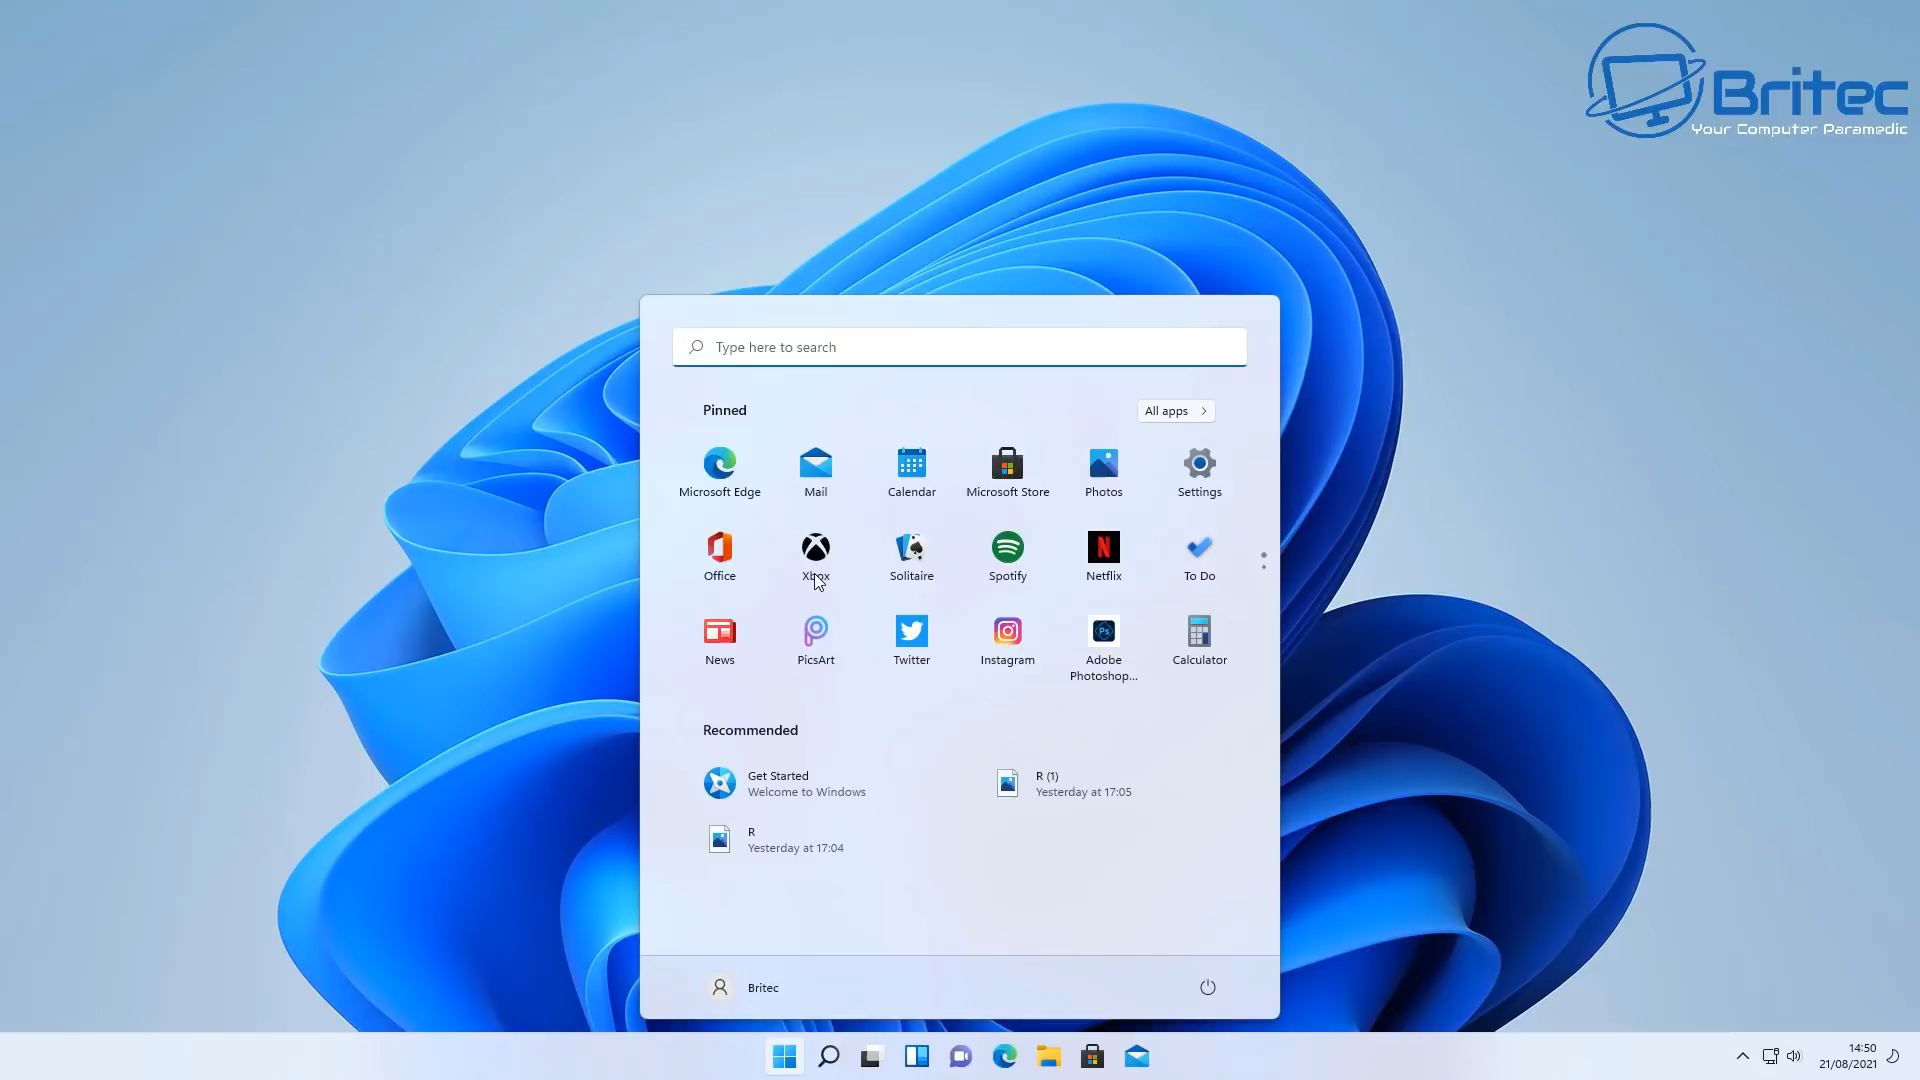 Britec
Your Computer Paramedic
Type here to search
Pinned
All apps
Microsoft Edge
Mail
Calendar
Microsoft Store
Photos
Settings
Office
Xbox
Solitaire
Spotify
Netflix
To Do
News
PicsArt
Twitter
Instagram
Adobe
Photoshop...
Calculator
Recommended
Get Started
Welcome to Windows
R (1)
Yesterday at 17:05
R
Yesterday at 17:04
Britec
14:50
21/08/2021